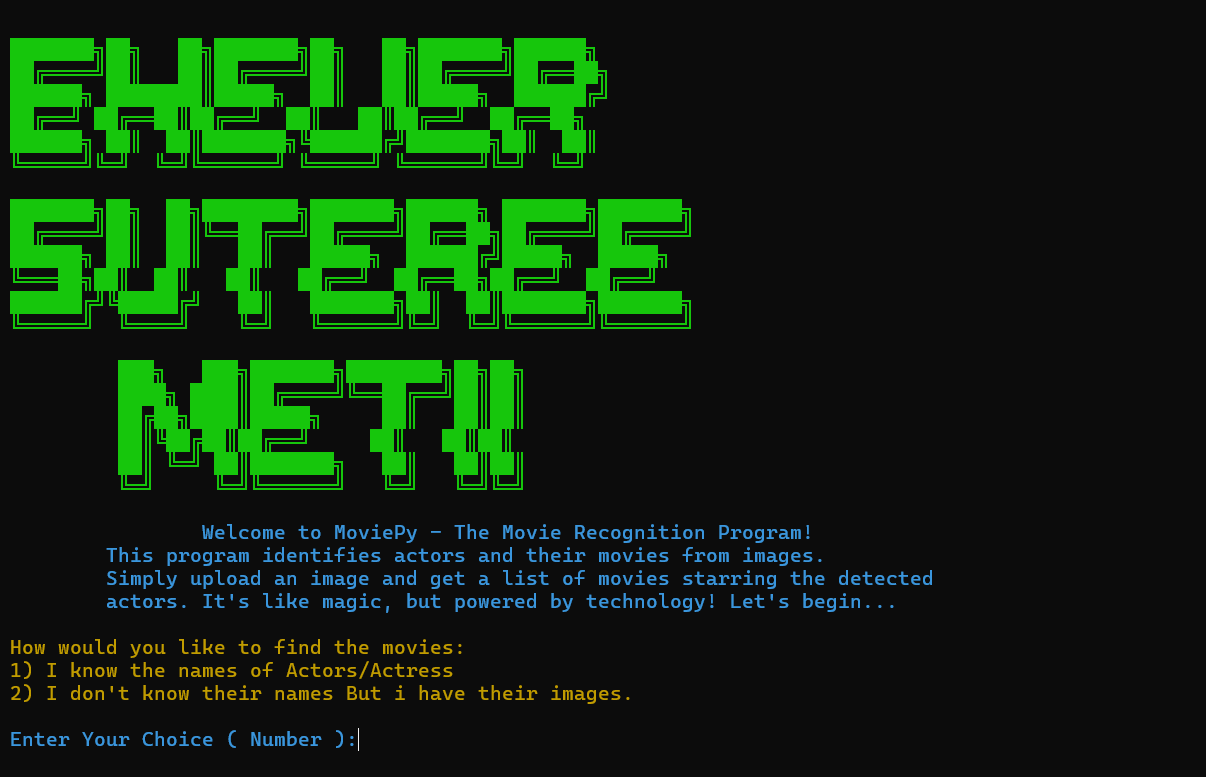 EHEUER
SUTEREE
METII
Welcome to MoviePy - The Movie Recognition Program!
This program identifies actors and their movies from images.
Simply upload an image and get a list of movies starring the detected
actors. It's like magic, but powered by technology! Let's begin...
How would you like to find the movies:
1) I know the names of Actors/Actress
2) I don't know their names But i have their images.
Enter Your Choice ( Number ):